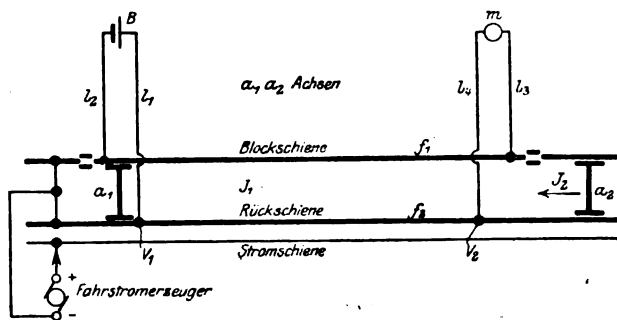 B
m
l₂
l₁
a₁ a₂ Achsen
l₄
l₃
Blockschiene
f₁
a₁
J₁
J₂
a₂
Rückschiene
f₂
V₁
Stromschiene
V₂
+
Fahrstromerzeuger
-